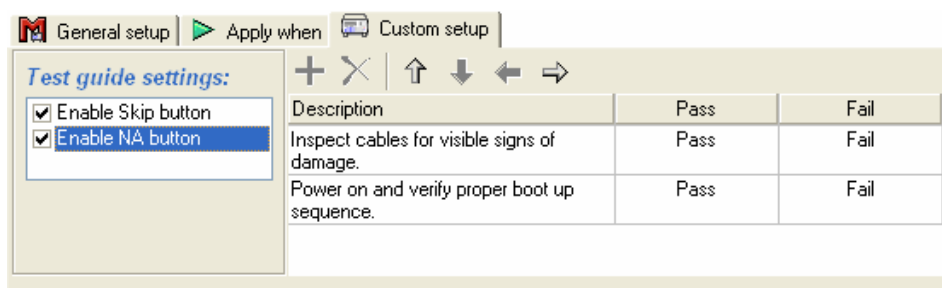 General setup Apply when Custom setup
Test guide settings:
Enable Skip button
Enable NA button
Description Pass Fail
Inspect cables for visible signs of Pass Fail
damage.
Power on and verify proper boot up Pass Fail
sequence.